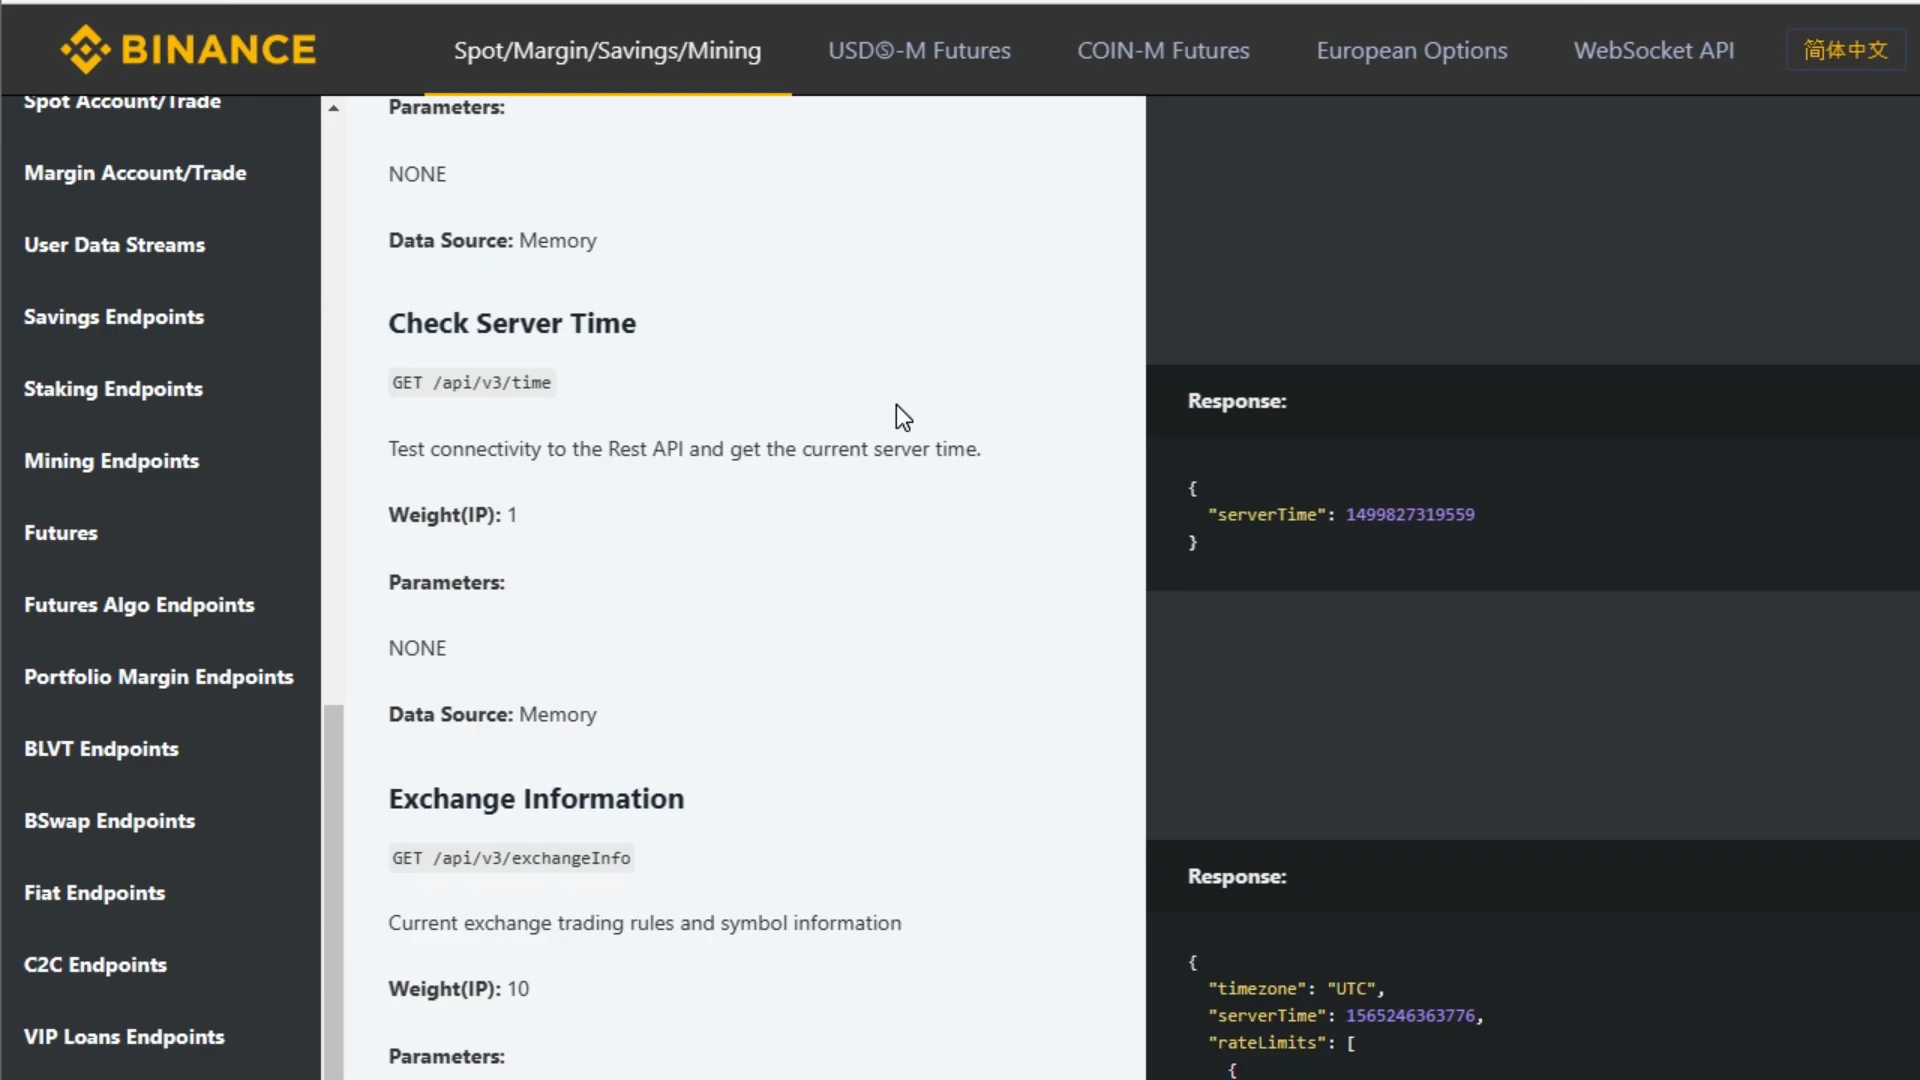 BINANCE
Spot/Margin/Savings/Mining
USDⓈ-M Futures
COIN-M Futures
European Options
WebSocket API
简体中文
Spot Account/Trade
Margin Account/Trade
User Data Streams
Savings Endpoints
Staking Endpoints
Mining Endpoints
Futures
Futures Algo Endpoints
Portfolio Margin Endpoints
BLVT Endpoints
BSwap Endpoints
Fiat Endpoints
C2C Endpoints
VIP Loans Endpoints
Parameters:
NONE
Data Source: Memory
Check Server Time
GET /api/v3/time
Test connectivity to the Rest API and get the current server time.
Weight(IP): 1
Parameters:
NONE
Data Source: Memory
Exchange Information
GET /api/v3/exchangeInfo
Current exchange trading rules and symbol information
Weight(IP): 10
Parameters:
Response:
{
"serverTime": 1499827319559
}
Response:
{
"timezone": "UTC",
"serverTime": 1565246363776,
"rateLimits": [
{